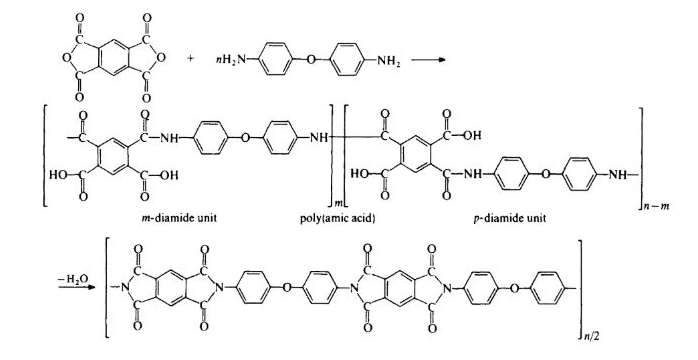 O O
C C
O O + nH₂N O NH₂
C C
O O
O O O O
C C—NH O NH C C—OH
HO—C C—OH HO—C C—NH O NH
O O O O
m n−m
m-diamide unit poly(amic acid) p-diamide unit
−H₂O
O O O O
C C C C
N N O N N O
C C C C
O O O O
n/2